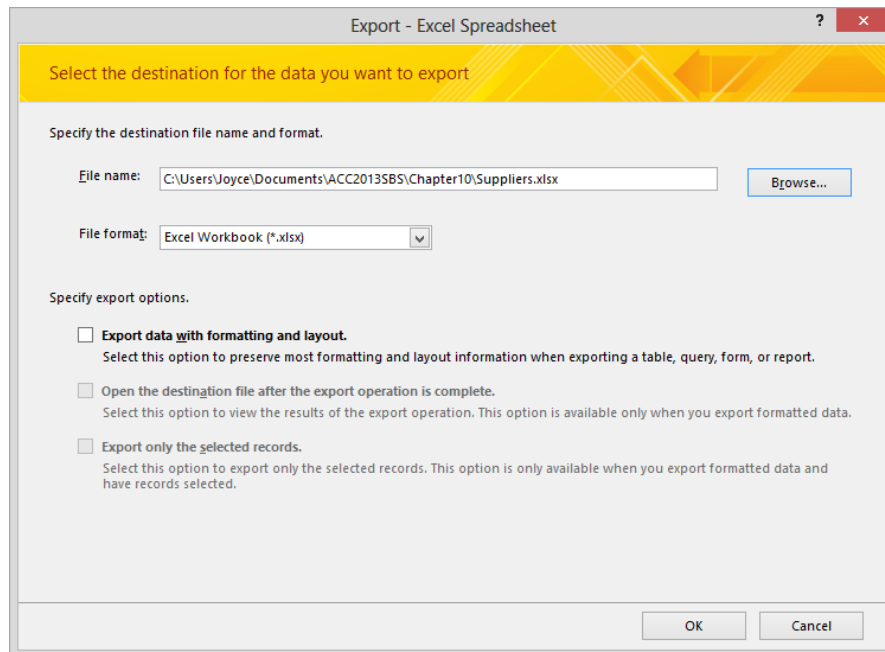 Export - Excel Spreadsheet
?
Select the destination for the data you want to export
Specify the destination file name and format.
File name: C:\Users\Joyce\Documents\ACC2013SBS\Chapter10\Suppliers.xlsx Browse...
File format: Excel Workbook (*.xlsx)
Specify export options.
Export data with formatting and layout.
Select this option to preserve most formatting and layout information when exporting a table, query, form, or report.
Open the destination file after the export operation is complete.
Select this option to view the results of the export operation. This option is available only when you export formatted data.
Export only the selected records.
Select this option to export only the selected records. This option is only available when you export formatted data and
have records selected.
OK Cancel